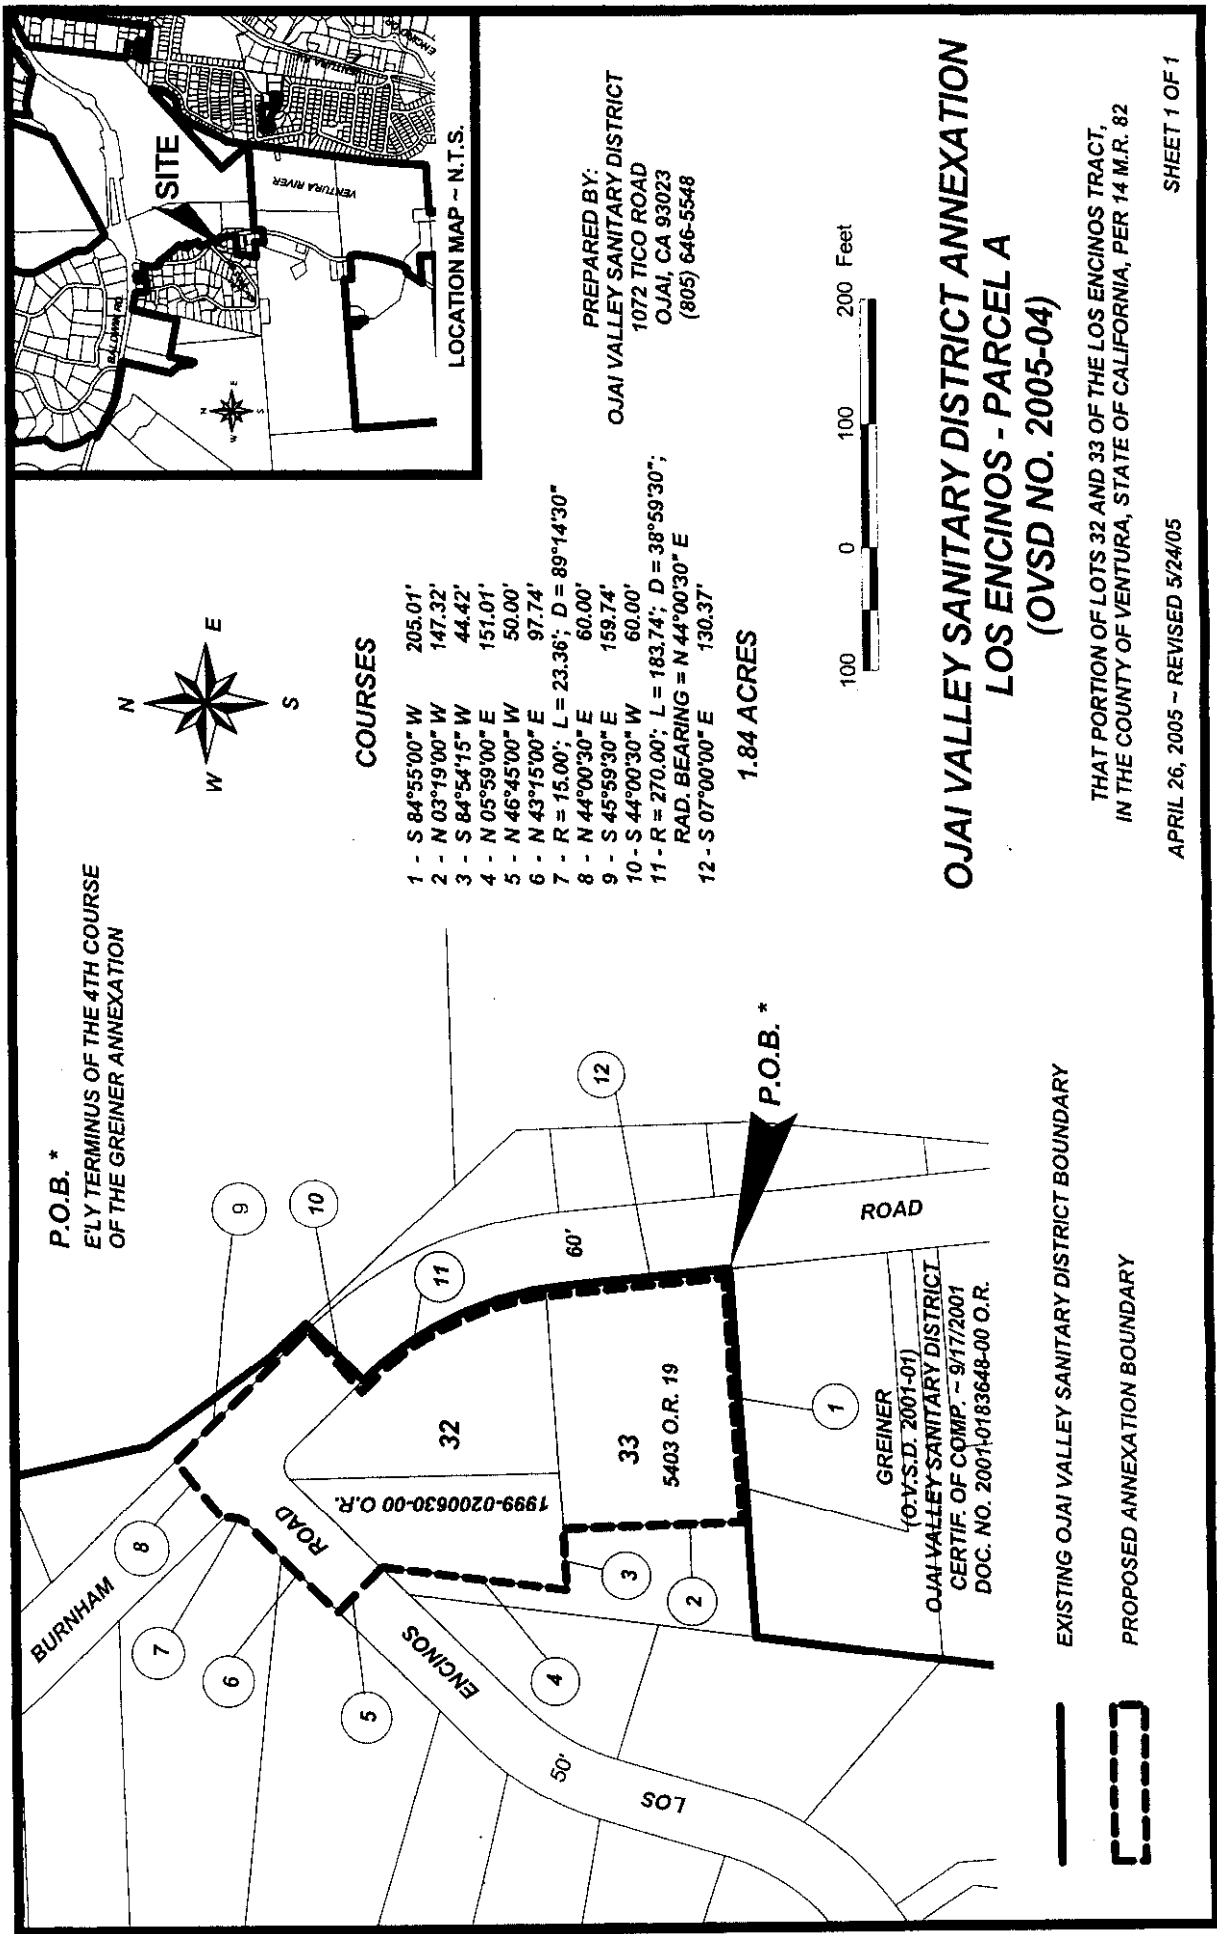 P.O.B. *
E'LY TERMINUS OF THE 4TH COURSE
OF THE GREINER ANNEXATION
N
W
E
S
SITE
BALDWIN RD
VENTURA RIVER
N
W
E
S
LOCATION MAP ~ N.T.S.
COURSES
1 - S 84°55'00" W 205.01'
2 - N 03°19'00" W 147.32'
3 - S 84°54'15" W 44.42'
4 - N 05°59'00" E 151.01'
5 - N 46°45'00" W 50.00'
6 - N 43°15'00" E 97.74'
7 - R = 15.00'; L = 23.36'; D = 89°14'30"
8 - N 44°00'30" E 60.00'
9 - S 45°59'30" E 159.74'
10 - S 44°00'30" W 60.00'
11 - R = 270.00'; L = 183.74'; D = 38°59'30";
RAD. BEARING = N 44°00'30" E
12 - S 07°00'00" E 130.37'
1.84 ACRES
PREPARED BY:
OJAI VALLEY SANITARY DISTRICT
1072 TICO ROAD
OJAI, CA 93023
(805) 646-5548
100 0 100 200 Feet
BURNHAM
ROAD
LOS
ENCINOS
ROAD
50'
60'
1
2
3
4
5
6
7
8
9
10
11
12
32
33
5403 O.R. 19
1999-0200630-00 O.R.
P.O.B. *
GREINER
(O.V.S.D. 2001-01)
OJAI VALLEY SANITARY DISTRICT
CERTIF. OF COMP. ~ 9/17/2001
DOC. NO. 2001-0183648-00 O.R.
EXISTING OJAI VALLEY SANITARY DISTRICT BOUNDARY
PROPOSED ANNEXATION BOUNDARY
OJAI VALLEY SANITARY DISTRICT ANNEXATION
LOS ENCINOS - PARCEL A
(OVSD NO. 2005-04)
THAT PORTION OF LOTS 32 AND 33 OF THE LOS ENCINOS TRACT,
IN THE COUNTY OF VENTURA, STATE OF CALIFORNIA, PER 14 M.R. 82
APRIL 26, 2005 ~ REVISED 5/24/05
SHEET 1 OF 1